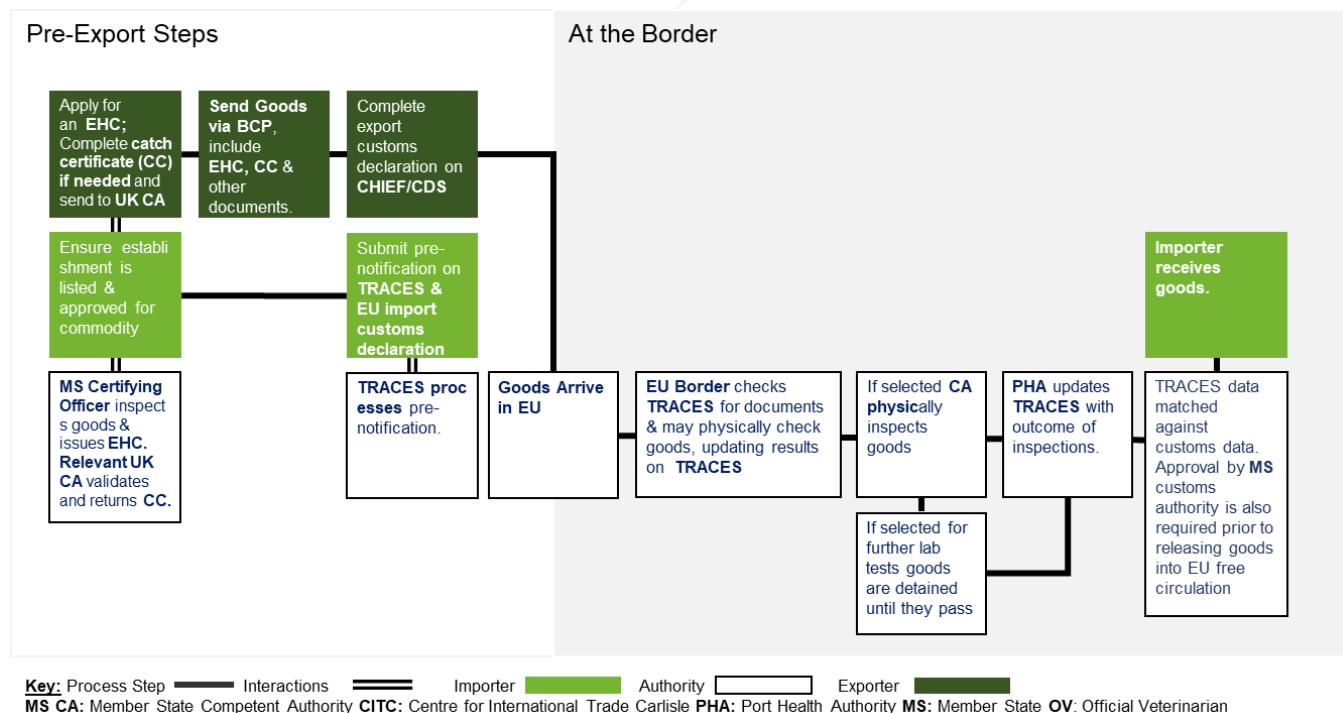 Pre-Export Steps
At the Border
Apply for
an EHC;
Complete catch
certificate (CC)
if needed and
send to UK CA
Send Goods
via BCP,
include
EHC, CC &
other
documents.
Complete
export
customs
declaration on
CHIEF/CDS
Ensure establi
shment is
listed &
approved for
commodity
Submit pre-
notification on
TRACES &
EU import
customs
declaration
Importer
receives
goods.
MS Certifying
Officer inspect
s goods &
issues EHC.
Relevant UK
CA validates
and returns CC.
TRACES proc
esses pre-
notification.
Goods Arrive
in EU
EU Border checks
TRACES for documents
& may physically check
goods, updating results
on TRACES
If selected CA
physically
inspects
goods
PHA updates
TRACES with
outcome of
inspections.
TRACES data
matched
against
customs data.
Approval by MS
customs
authority is also
required prior to
releasing goods
into EU free
circulation
If selected for
further lab
tests goods
are detained
until they pass
Key: Process Step Interactions Importer Authority Exporter
MS CA: Member State Competent Authority CITC: Centre for International Trade Carlisle PHA: Port Health Authority MS: Member State OV: Official Veterinarian